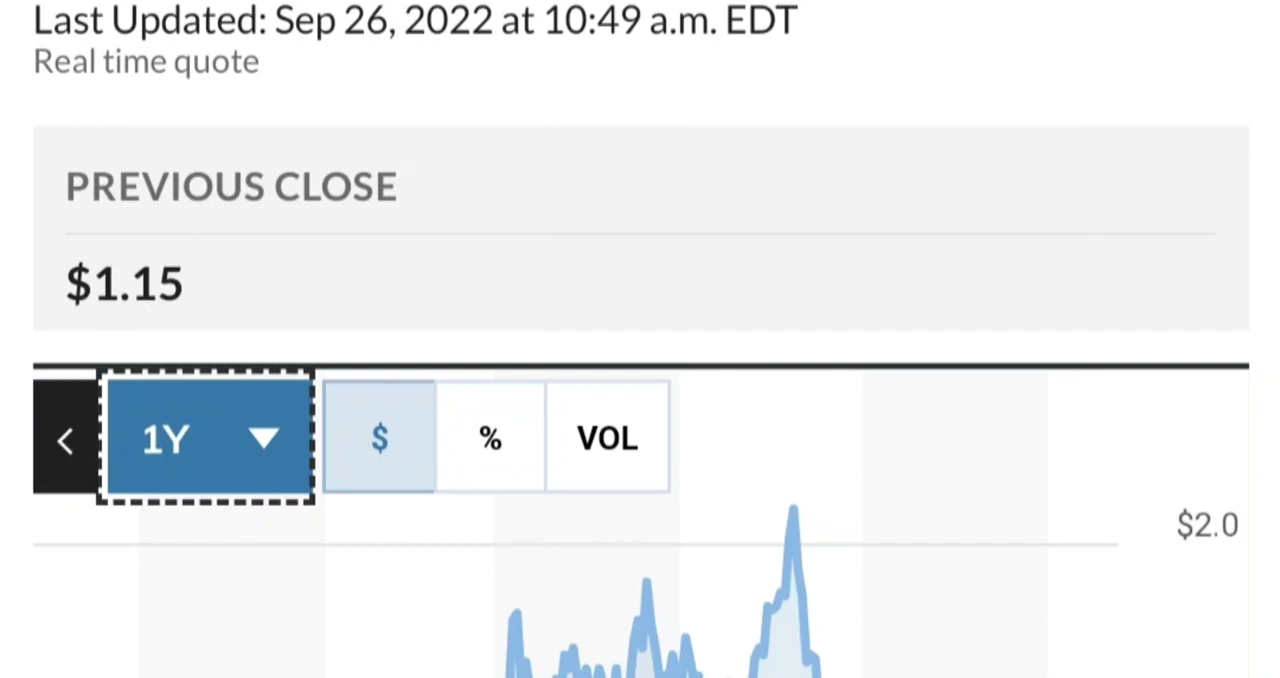 Last Updated: Sep 26, 2022 at 10:49 a.m. EDT
Real time quote
PREVIOUS CLOSE
$1.15
1Y $ % VOL
$2.0